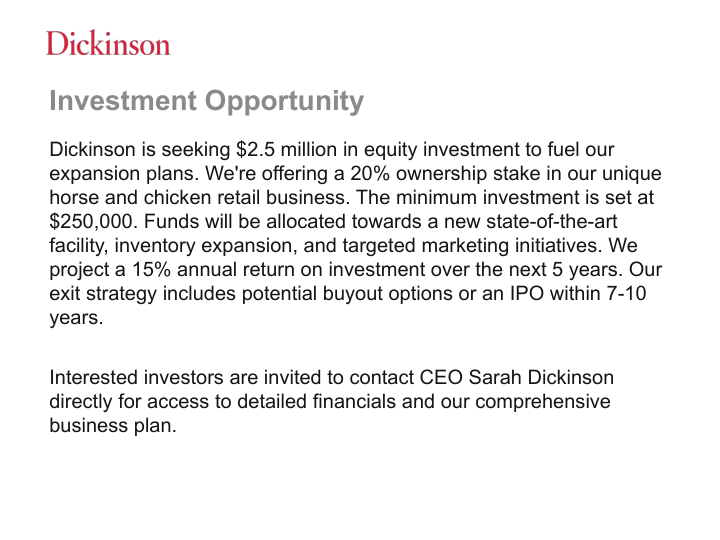 Dickinson
Investment Opportunity
Dickinson is seeking $2.5 million in equity investment to fuel our
expansion plans. We're offering a 20% ownership stake in our unique
horse and chicken retail business. The minimum investment is set at
$250,000. Funds will be allocated towards a new state-of-the-art
facility, inventory expansion, and targeted marketing initiatives. We
project a 15% annual return on investment over the next 5 years. Our
exit strategy includes potential buyout options or an IPO within 7-10
years.
Interested investors are invited to contact CEO Sarah Dickinson
directly for access to detailed financials and our comprehensive
business plan.